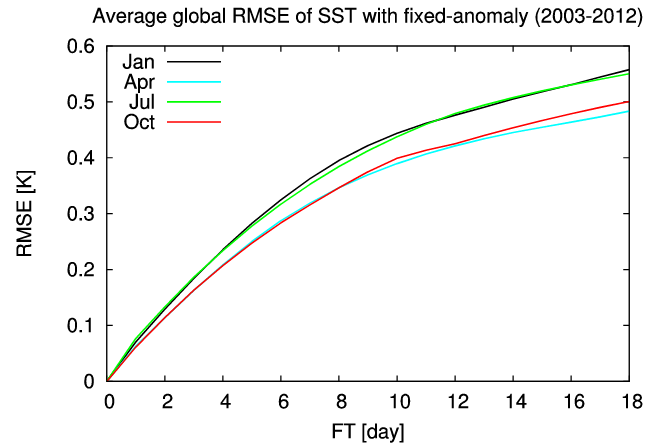 Average global RMSE of SST with fixed-anomaly (2003-2012)
0.6
0.5
0.4
0.3
0.2
0.1
0
RMSE [K]
Jan
Apr
Jul
Oct
0 2 4 6 8 10 12 14 16 18
FT [day]